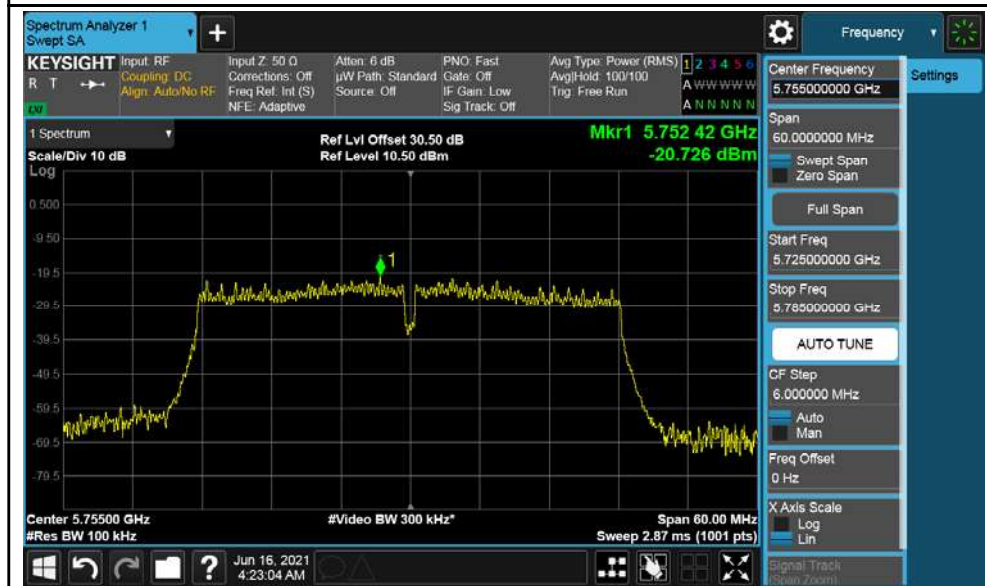 Spectrum Analyzer 1
Swept SA
+
Frequency
KEYSIGHT
R T
LXI
Input: RF
Coupling: DC
Align: Auto/No RF
Input Z: 50 Ω
Corrections: Off
Freq Ref: Int (S)
NFE: Adaptive
Atten: 6 dB
µW Path: Standard
Source: Off
PNO: Fast
Gate: Off
IF Gain: Low
Sig Track: Off
Avg Type: Power (RMS)
Avg|Hold: 100/100
Trig: Free Run
1 2 3 4 5 6
A W W W W W
A N N N N N
1 Spectrum
Scale/Div 10 dB
Log
Ref Lvl Offset 30.50 dB
Ref Level 10.50 dBm
Mkr1 5.752 42 GHz
-20.726 dBm
0.500
-9.50
-19.5
-29.5
-39.5
-49.5
-59.5
-69.5
-79.5
1
Center 5.75500 GHz
#Res BW 100 kHz
#Video BW 300 kHz*
Span 60.00 MHz
Sweep 2.87 ms (1001 pts)
Center Frequency
5.755000000 GHz
Settings
Span
60.0000000 MHz
Swept Span
Zero Span
Full Span
Start Freq
5.725000000 GHz
Stop Freq
5.785000000 GHz
AUTO TUNE
CF Step
6.000000 MHz
Auto
Man
Freq Offset
0 Hz
X Axis Scale
Log
Lin
Signal Track
(Span Zoom)
?
Jun 16, 2021
4:23:04 AM